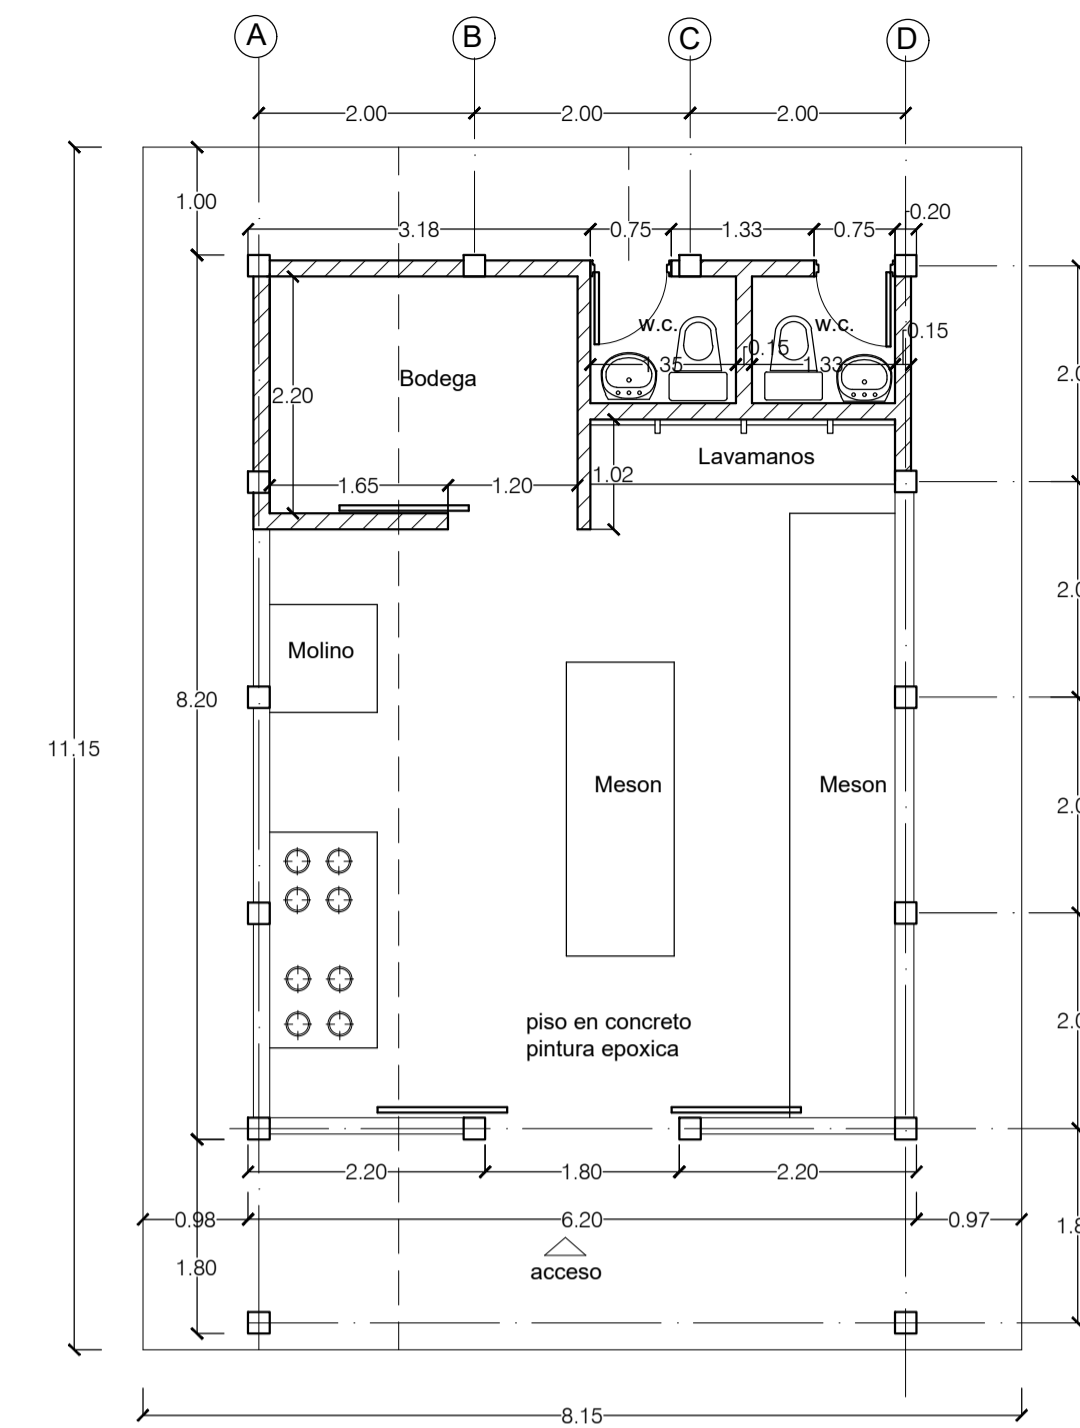 A
B
C
D
2.00
2.00
2.00
1.00
0.20
3.18
0.75
1.33
0.75
w.c.
w.c.
0.15
0.15
1.35
1.33
Bodega
2.20
Lavamanos
1.02
1.65
1.20
Molino
8.20
11.15
Meson
Meson
piso en concreto
pintura epoxica
2.20
1.80
2.20
0.98
6.20
0.97
1.80
acceso
8.15